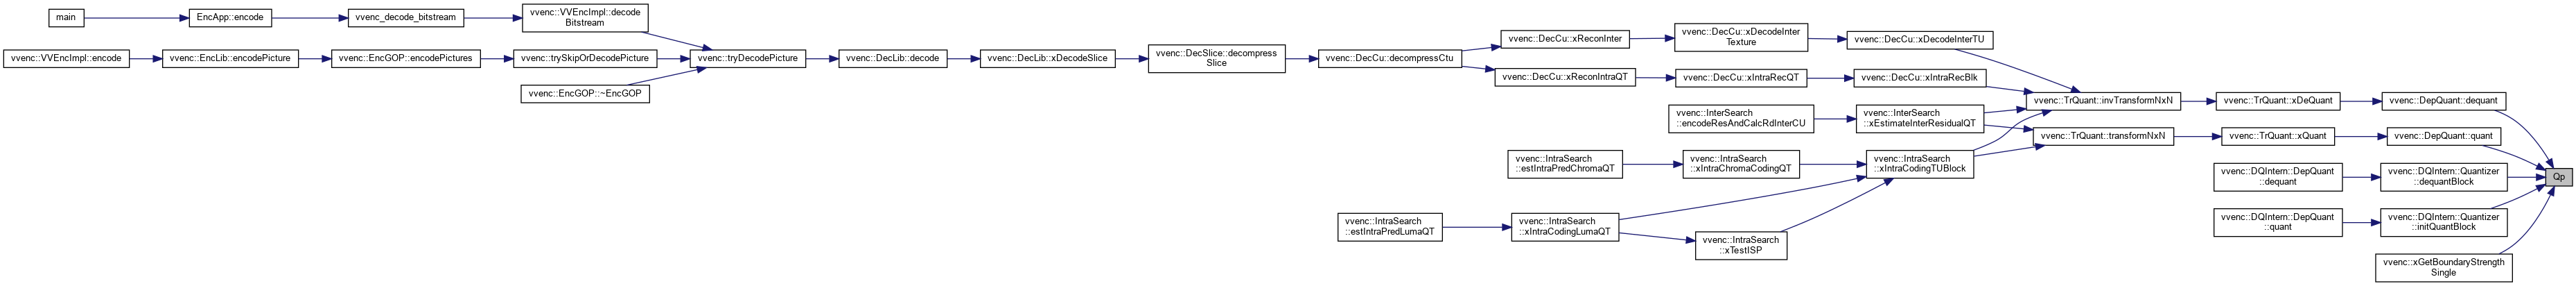 main
EncApp::encode
vvenc_decode_bitstream
vvenc::VVEncImpl::decode
Bitstream
vvenc::VVEncImpl::encode
vvenc::EncLib::encodePicture
vvenc::EncGOP::encodePictures
vvenc::trySkipOrDecodePicture
vvenc::EncGOP::~EncGOP
vvenc::tryDecodePicture
vvenc::DecLib::decode
vvenc::DecLib::xDecodeSlice
vvenc::DecSlice::decompress
Slice
vvenc::DecCu::decompressCtu
vvenc::DecCu::xReconInter
vvenc::DecCu::xDecodeInter
Texture
vvenc::DecCu::xDecodeInterTU
vvenc::DecCu::xReconIntraQT
vvenc::DecCu::xIntraRecQT
vvenc::DecCu::xIntraRecBlk
vvenc::InterSearch
::encodeResAndCalcRdInterCU
vvenc::InterSearch
::xEstimateInterResidualQT
vvenc::TrQuant::invTransformNxN
vvenc::TrQuant::xDeQuant
vvenc::DepQuant::dequant
vvenc::TrQuant::transformNxN
vvenc::TrQuant::xQuant
vvenc::DepQuant::quant
vvenc::IntraSearch
::estIntraPredChromaQT
vvenc::IntraSearch
::xIntraChromaCodingQT
vvenc::IntraSearch
::xIntraCodingTUBlock
vvenc::DQIntern::DepQuant
::dequant
vvenc::DQIntern::Quantizer
::dequantBlock
Qp
vvenc::IntraSearch
::estIntraPredLumaQT
vvenc::IntraSearch
::xIntraCodingLumaQT
vvenc::IntraSearch
::xTestISP
vvenc::DQIntern::DepQuant
::quant
vvenc::DQIntern::Quantizer
::initQuantBlock
vvenc::xGetBoundaryStrength
Single